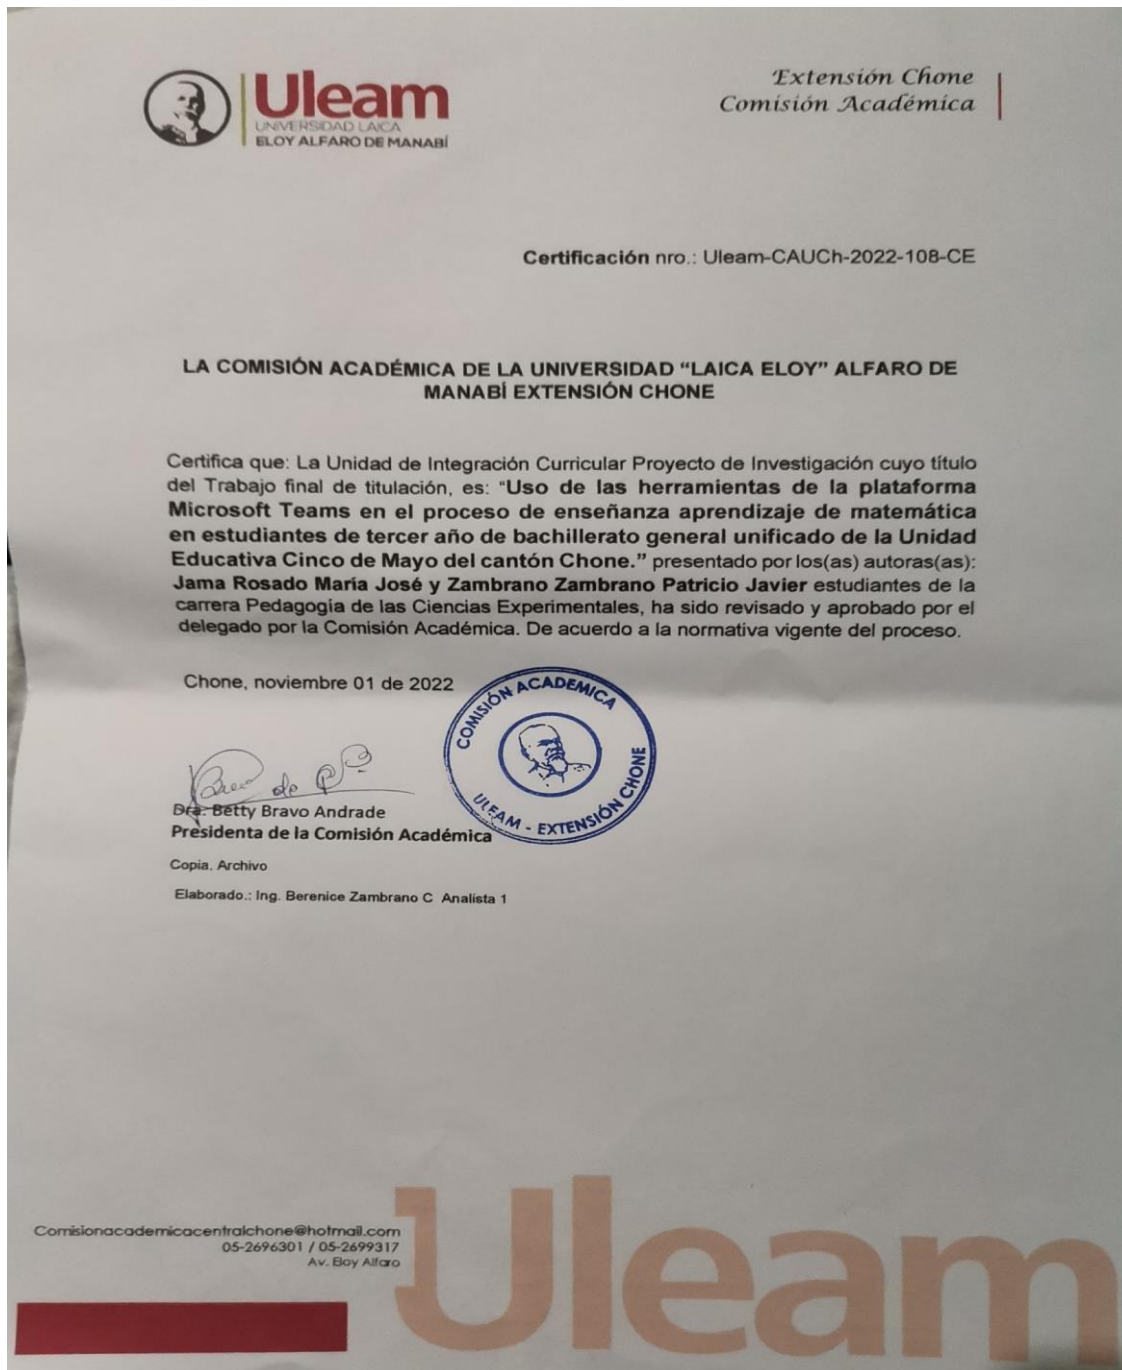 Uleam
UNIVERSIDAD LAICA
ELOY ALFARO DE MANABÍ
Extensión Chone
Comisión Académica
Certificación nro.: Uleam-CAUCh-2022-108-CE
LA COMISIÓN ACADÉMICA DE LA UNIVERSIDAD “LAICA ELOY” ALFARO DE
MANABÍ EXTENSIÓN CHONE
Certifica que: La Unidad de Integración Curricular Proyecto de Investigación cuyo título
del Trabajo final de titulación, es: “Uso de las herramientas de la plataforma
Microsoft Teams en el proceso de enseñanza aprendizaje de matemática
en estudiantes de tercer año de bachillerato general unificado de la Unidad
Educativa Cinco de Mayo del cantón Chone.” presentado por los(as) autoras(as):
Jama Rosado María José y Zambrano Zambrano Patricio Javier estudiantes de la
carrera Pedagogía de las Ciencias Experimentales, ha sido revisado y aprobado por el
delegado por la Comisión Académica. De acuerdo a la normativa vigente del proceso.
Chone, noviembre 01 de 2022
COMISIÓN ACADEMICA
ULEAM - EXTENSIÓN CHONE
Dra. Betty Bravo Andrade
Presidenta de la Comisión Académica
Copia. Archivo
Elaborado.: Ing. Berenice Zambrano C Analista 1
Comisionacademicacentralchone@hotmail.com
05-2696301 / 05-2699317
Av. Eloy Alfaro
Uleam